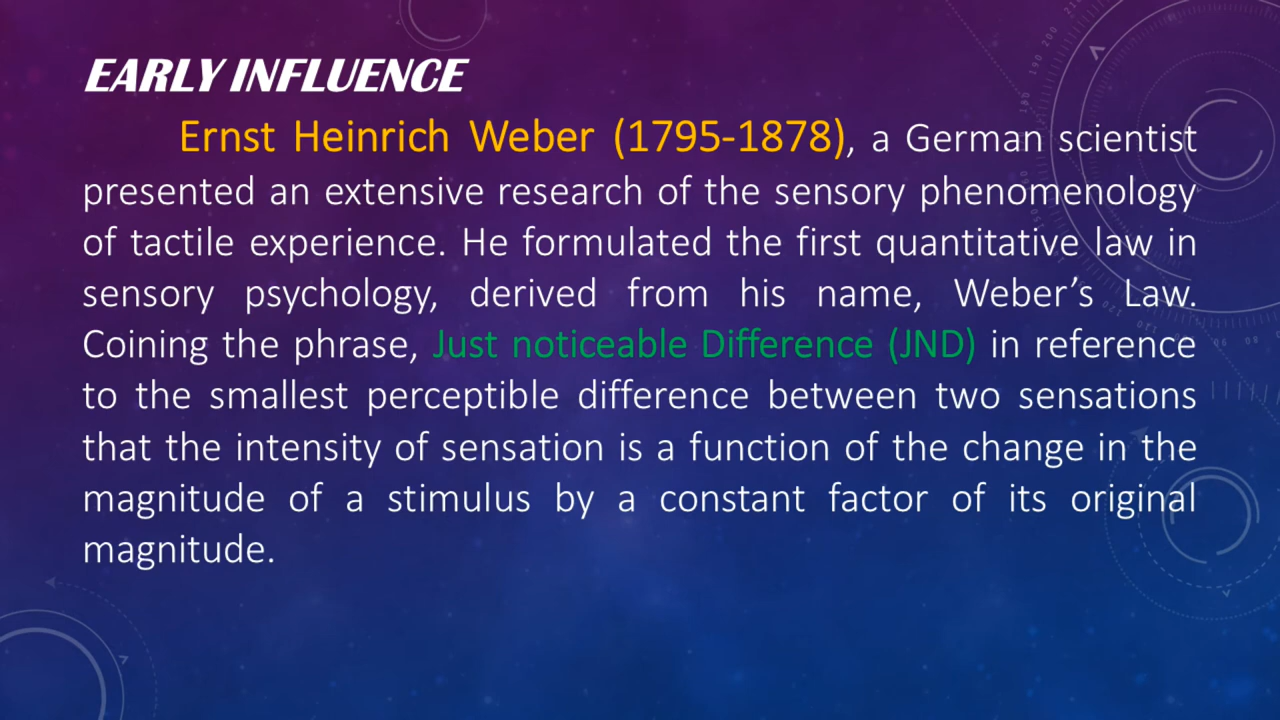 EARLY INFLUENCE
Ernst Heinrich Weber (1795-1878), a German scientist
presented an extensive research of the sensory phenomenology
of tactile experience. He formulated the first quantitative law in
sensory psychology, derived from his name, Weber’s Law.
Coining the phrase, Just noticeable Difference (JND) in reference
to the smallest perceptible difference between two sensations
that the intensity of sensation is a function of the change in the
magnitude of a stimulus by a constant factor of its original
magnitude.